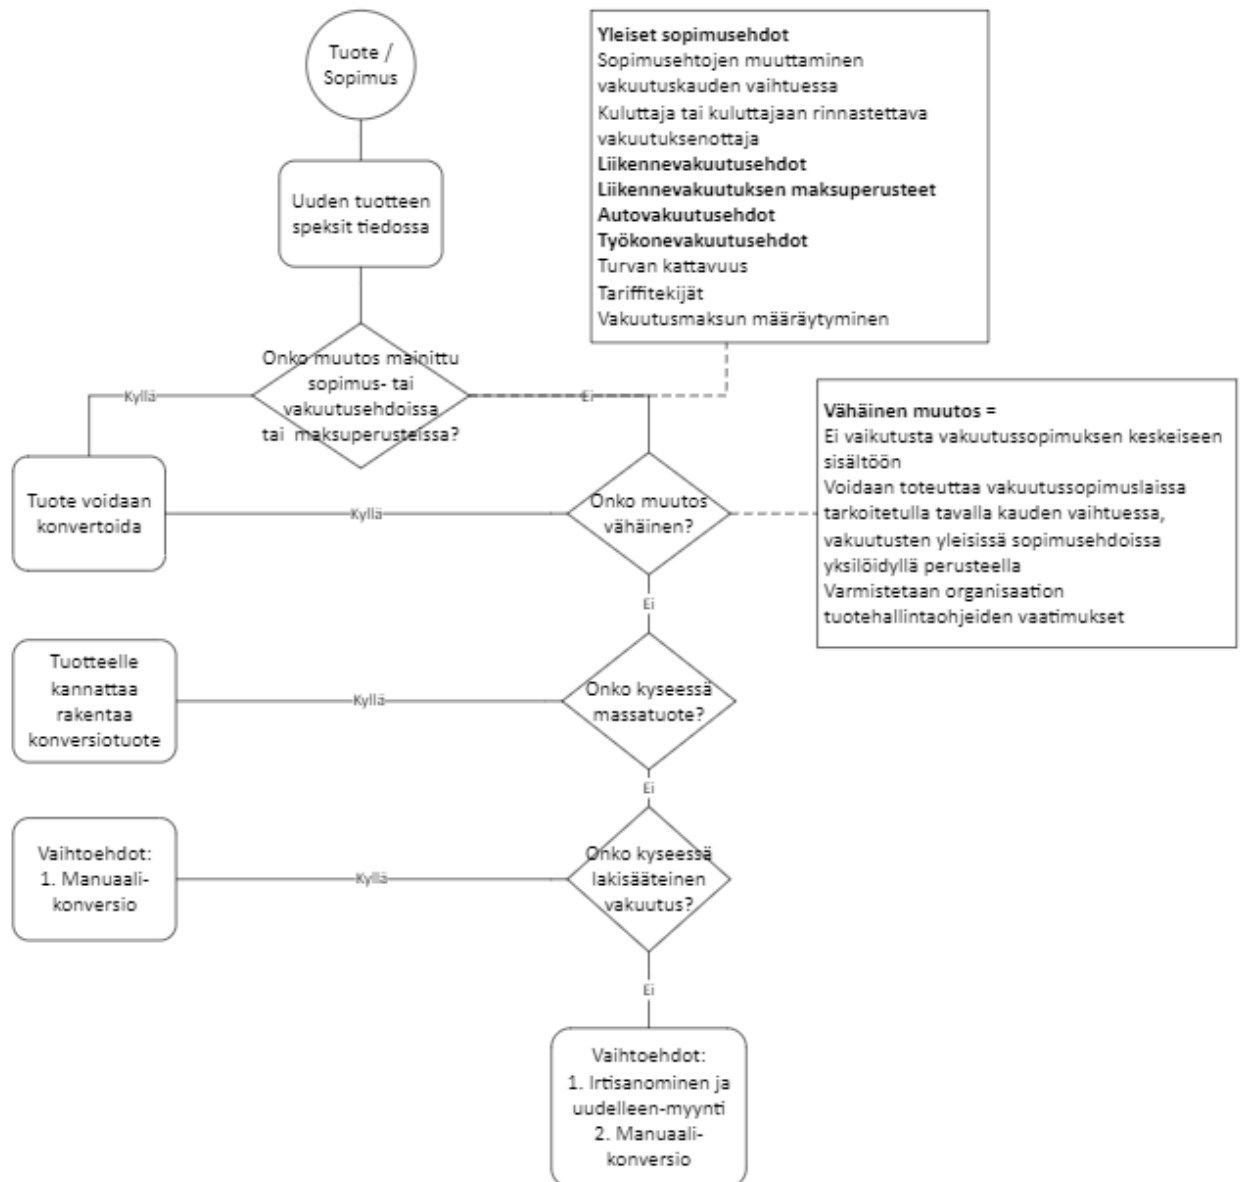 Tuote /
Sopimus
Yleiset sopimusehdot
Sopimusehtojen muuttaminen
vakuutuskauden vaihtuessa
Kuluttaja tai kuluttajaan rinnastettava
vakuutuksenottaja
Liikennevakuutusehdot
Liikennevakuutuksen maksuperusteet
Autovakuutusehdot
Työkonevakuutusehdot
Turvan kattavuus
Tariffitekijät
Vakuutusmaksun määräytyminen
Uuden tuotteen
speksit tiedossa
Onko muutos mainittu
sopimus- tai
vakuutusehdoissa
tai maksuperusteissa?
Kyllä
Ei
Vähäinen muutos =
Ei vaikutusta vakuutussopimuksen keskeiseen
sisältöön
Voidaan toteuttaa vakuutussopimuslaissa
tarkoitetulla tavalla kauden vaihtuessa,
vakuutusten yleisissä sopimusehdoissa
yksilöidyllä perusteella
Varmistetaan organisaation
tuotehallintaohjeiden vaatimukset
Tuote voidaan
konvertoida
Kyllä
Onko muutos
vähäinen?
Ei
Tuotteelle
kannattaa
rakentaa
konversiotuote
Kyllä
Onko kyseessä
massatuote?
Ei
Vaihtoehdot:
1. Manuaali-
konversio
Kyllä
Onko kyseessä
lakisääteinen
vakuutus?
Ei
Vaihtoehdot:
1. Irtisanominen ja
uudelleen-myynti
2. Manuaali-
konversio